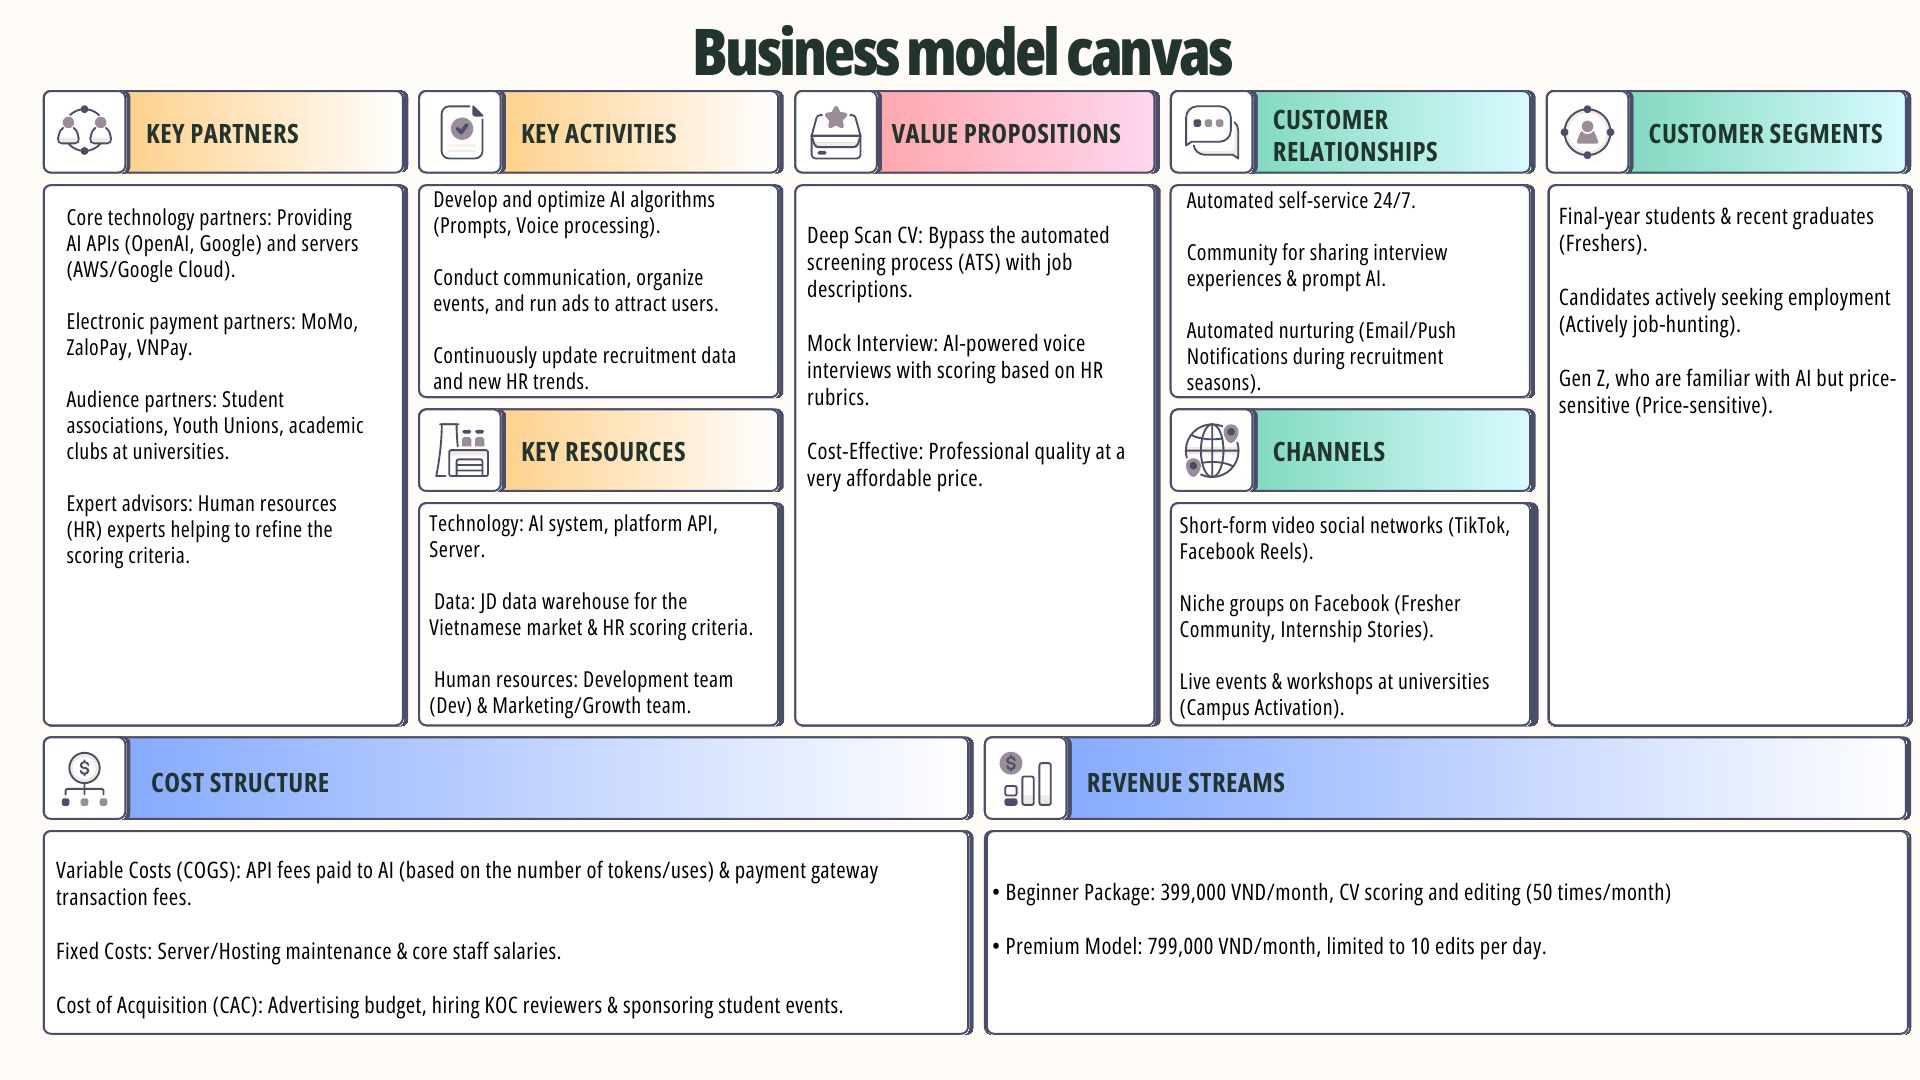 Business model canvas
KEY PARTNERS
Core technology partners: Providing
AI APIs (OpenAI, Google) and servers
(AWS/Google Cloud).
Electronic payment partners: MoMo,
ZaloPay, VNPay.
Audience partners: Student
associations, Youth Unions, academic
clubs at universities.
Expert advisors: Human resources
(HR) experts helping to refine the
scoring criteria.
KEY ACTIVITIES
Develop and optimize AI algorithms
(Prompts, Voice processing).
Conduct communication, organize
events, and run ads to attract users.
Continuously update recruitment data
and new HR trends.
KEY RESOURCES
Technology: AI system, platform API,
Server.
Data: JD data warehouse for the
Vietnamese market & HR scoring criteria.
Human resources: Development team
(Dev) & Marketing/Growth team.
VALUE PROPOSITIONS
Deep Scan CV: Bypass the automated
screening process (ATS) with job
descriptions.
Mock Interview: AI-powered voice
interviews with scoring based on HR
rubrics.
Cost-Effective: Professional quality at a
very affordable price.
CUSTOMER
RELATIONSHIPS
Automated self-service 24/7.
Community for sharing interview
experiences & prompt AI.
Automated nurturing (Email/Push
Notifications during recruitment
seasons).
CHANNELS
Short-form video social networks (TikTok,
Facebook Reels).
Niche groups on Facebook (Fresher
Community, Internship Stories).
Live events & workshops at universities
(Campus Activation).
CUSTOMER SEGMENTS
Final-year students & recent graduates
(Freshers).
Candidates actively seeking employment
(Actively job-hunting).
Gen Z, who are familiar with AI but price-
sensitive (Price-sensitive).
$
COST STRUCTURE
Variable Costs (COGS): API fees paid to AI (based on the number of tokens/uses) & payment gateway
transaction fees.
Fixed Costs: Server/Hosting maintenance & core staff salaries.
Cost of Acquisition (CAC): Advertising budget, hiring KOC reviewers & sponsoring student events.
$
REVENUE STREAMS
• Beginner Package: 399,000 VND/month, CV scoring and editing (50 times/month)
• Premium Model: 799,000 VND/month, limited to 10 edits per day.